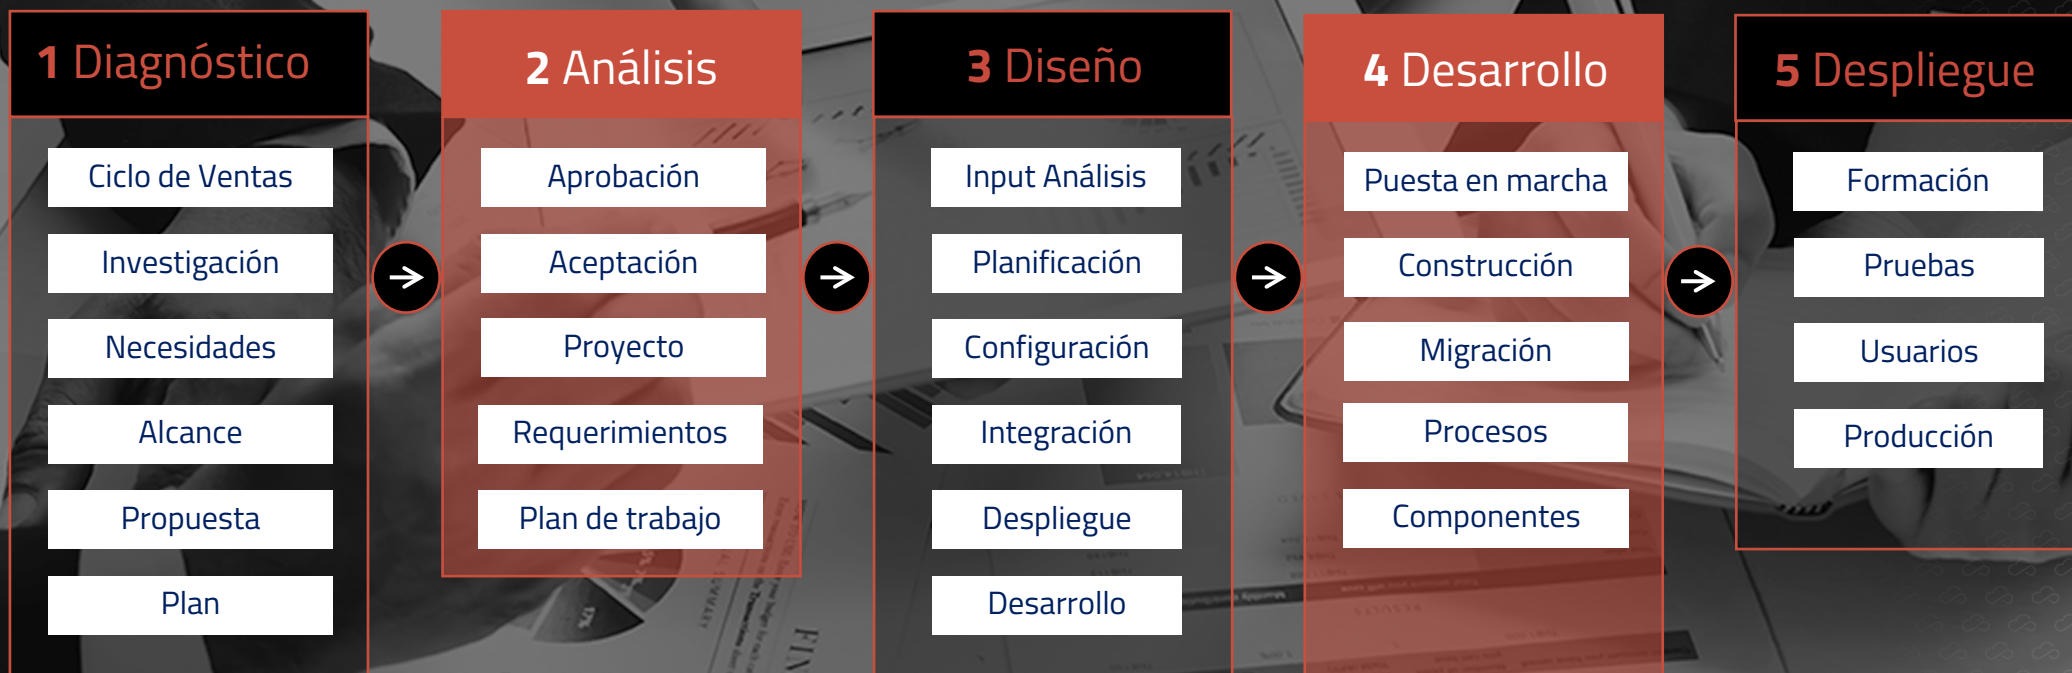 1 Diagnóstico
Ciclo de Ventas
Investigación
Necesidades
Alcance
Propuesta
Plan
2 Análisis
Aprobación
Aceptación
Proyecto
Requerimientos
Plan de trabajo
3 Diseño
Input Análisis
Planificación
Configuración
Integración
Despliegue
Desarrollo
4 Desarrollo
Puesta en marcha
Construcción
Migración
Procesos
Componentes
5 Despliegue
Formación
Pruebas
Usuarios
Producción
17%